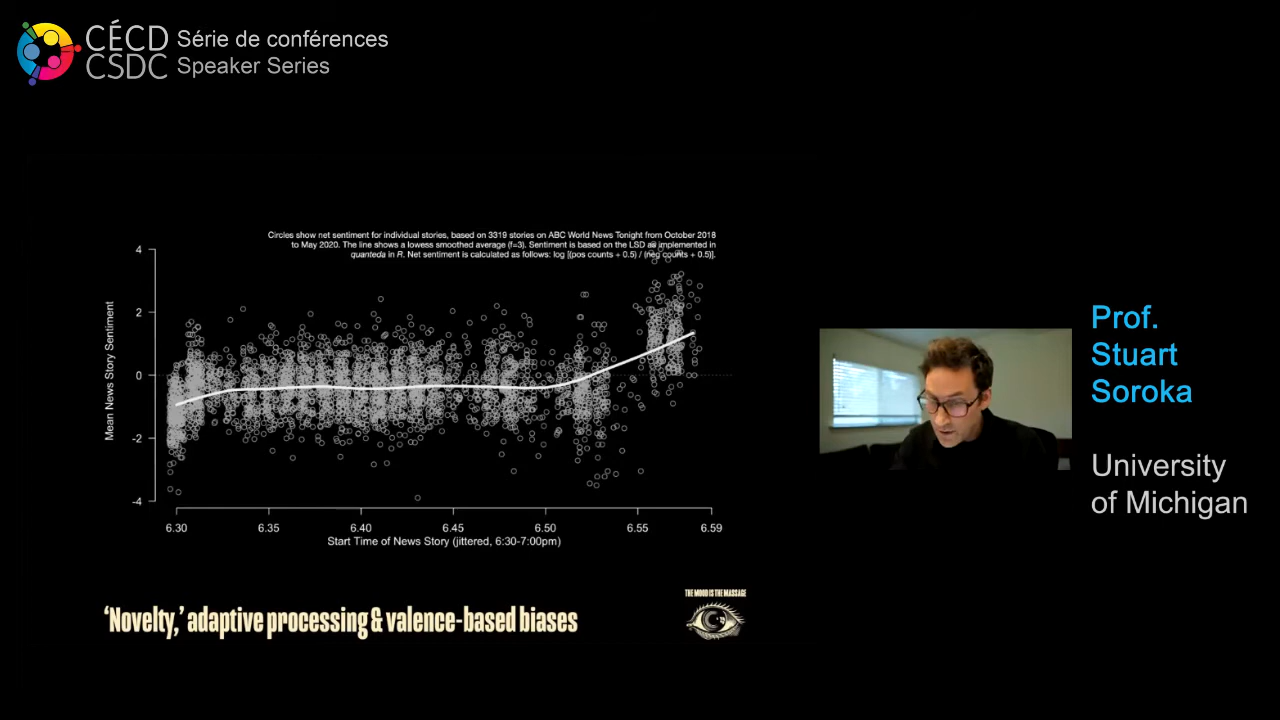 CÉCD Série de conférences
CSDC Speaker Series
Circles show net sentiment for individual stories, based on 3319 stories on ABC World News Tonight from October 2018
to May 2020. The line shows a lowess smoothed average (f=3). Sentiment is based on the LSD as implemented in
quanteda in R. Net sentiment is calculated as follows: log [(pos counts + 0.5) / (neg counts + 0.5)].
4
2
0
-2
-4
Mean News Story Sentiment
6.30 6.35 6.40 6.45 6.50 6.55 6.59
Start Time of News Story (jittered, 6:30-7:00pm)
Prof.
Stuart
Soroka
University
of Michigan
THE MOOD IS THE MASSAGE
‘Novelty,’ adaptive processing & valence-based biases